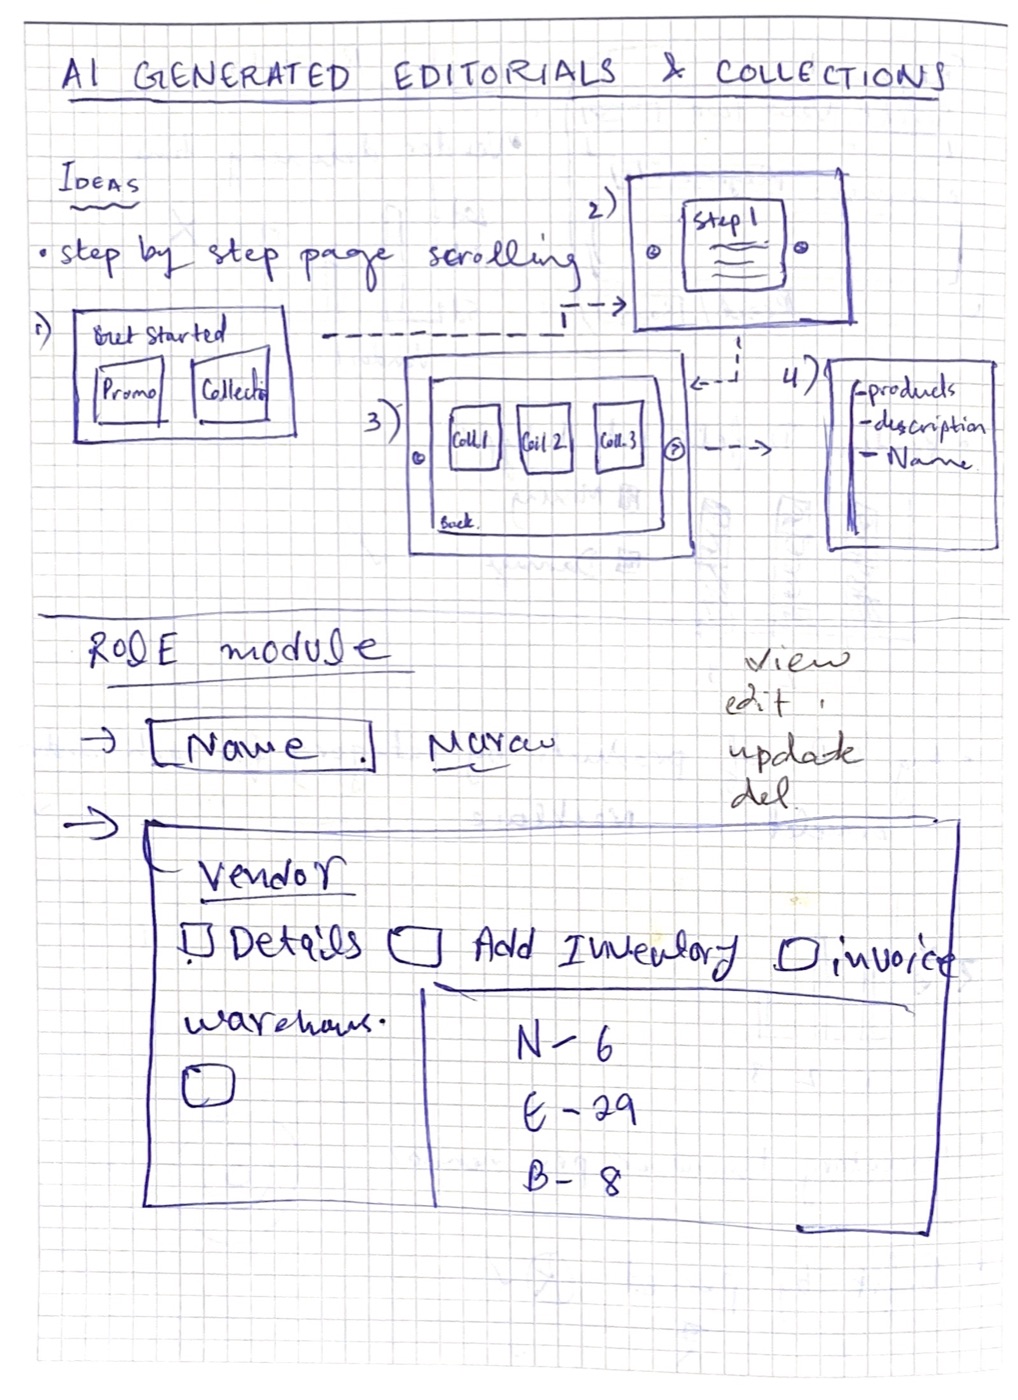 AI GENERATED EDITORIALS & COLLECTIONS
IDEAS
• step by step page scrolling
1)
Get Started
Promo
Collecti
2)
Step 1
3)
Coll.1
Coll 2
Coll.3
Back.
4)
- products
- description
- Name
ROlE module
→ [Name.]
view
edit
update
del.
→
Vendor
Details
Add Inventory
invoice
warehous.
N - 6
E - 29
B - 8